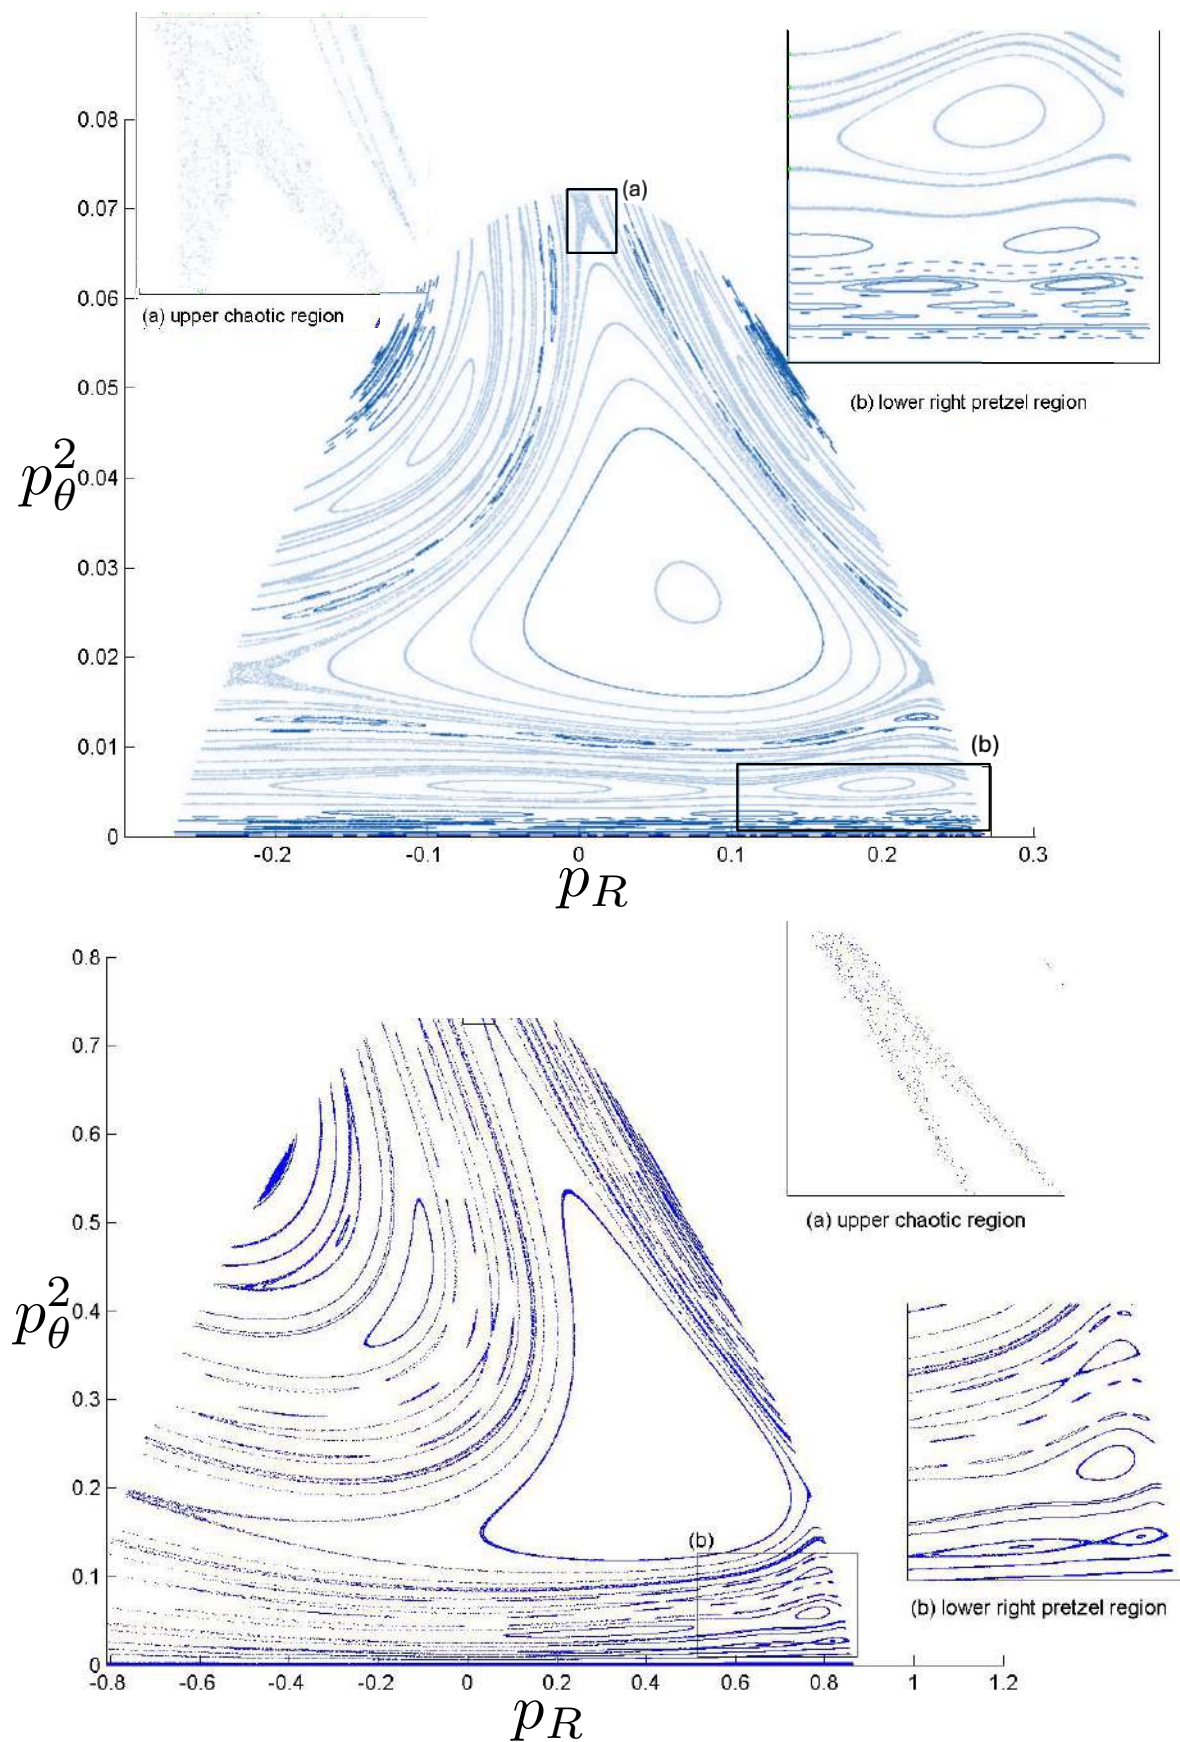 0.08
0.07
0.06
0.05
0.04
0.03
0.02
0.01
0
p_θ^2
(a)
(a) upper chaotic region
(b) lower right pretzel region
(b)
-0.2 -0.1 0 0.1 0.2 0.3
p_R
0.8
0.7
0.6
0.5
0.4
0.3
0.2
0.1
0
p_θ^2
(a) upper chaotic region
(b)
(b) lower right pretzel region
-0.8 -0.6 -0.4 -0.2 0 0.2 0.4 0.6 0.8 1 1.2
p_R